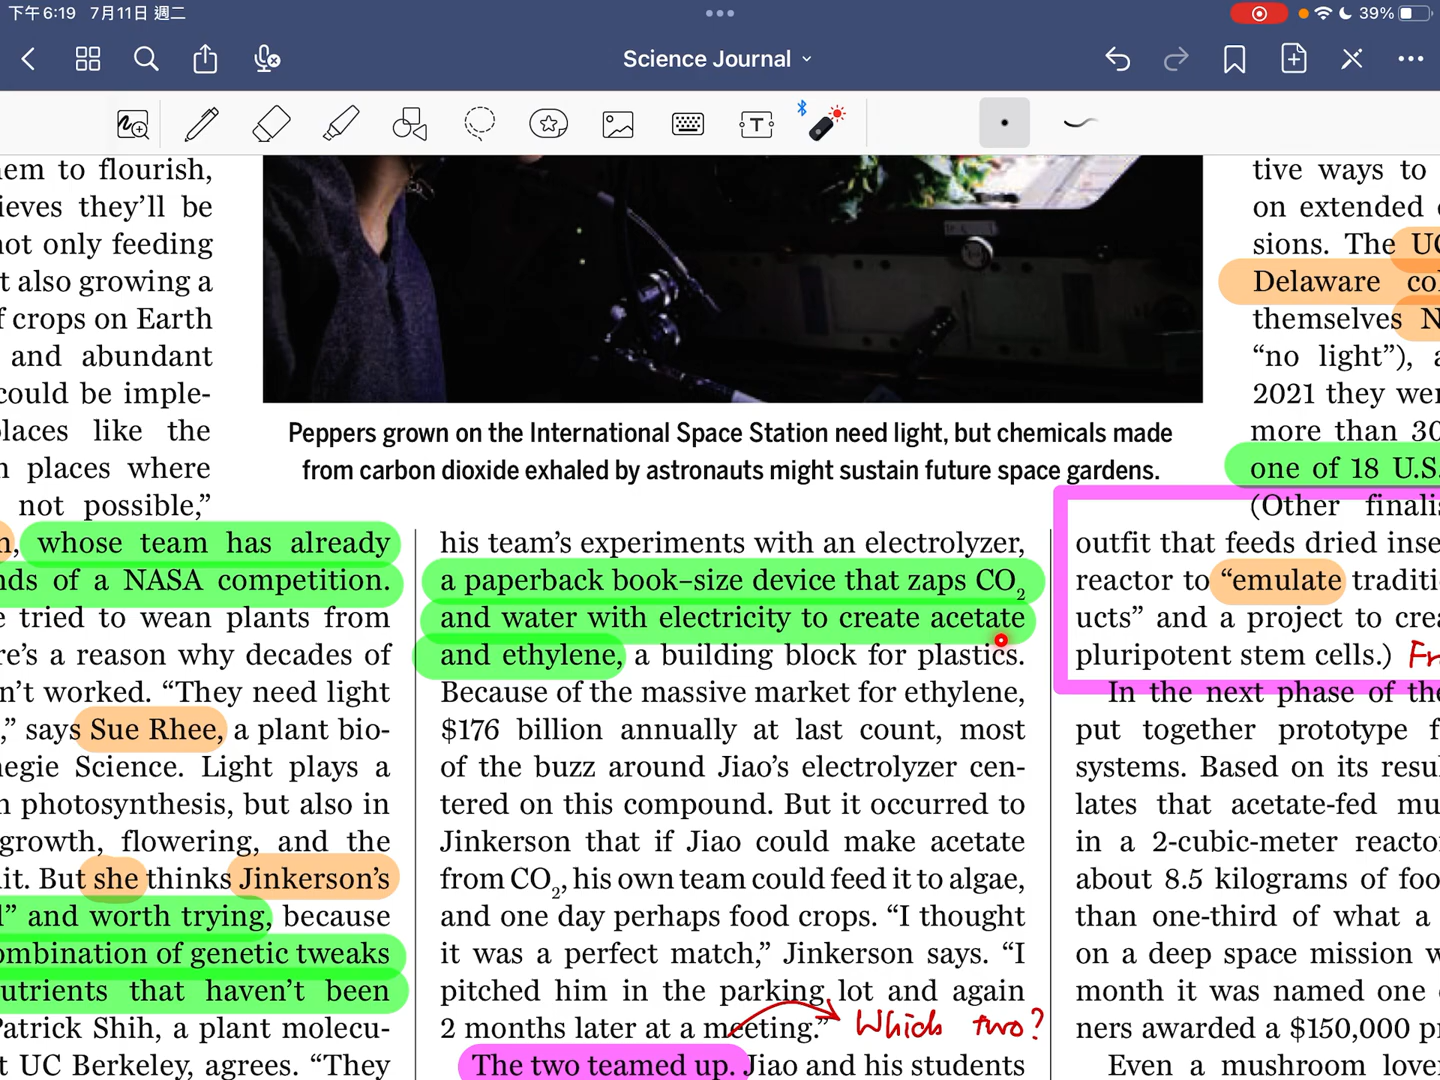 下午6:19 7月11日 週二
39%
Science Journal
T
hem to flourish,
ieves they'll be
not only feeding
t also growing a
f crops on Earth
and abundant
could be imple-
laces like the
n places where
not possible,”
n, whose team has already
nds of a NASA competition.
e tried to wean plants from
re's a reason why decades of
n't worked. “They need light
,” says Sue Rhee, a plant bio-
negie Science. Light plays a
n photosynthesis, but also in
growth, flowering, and the
it. But she thinks Jinkerson's
l” and worth trying, because
ombination of genetic tweaks
utrients that haven't been
Patrick Shih, a plant molecu-
t UC Berkeley, agrees. “They
Peppers grown on the International Space Station need light, but chemicals made
from carbon dioxide exhaled by astronauts might sustain future space gardens.
his team's experiments with an electrolyzer,
a paperback book–size device that zaps CO₂
and water with electricity to create acetate
and ethylene, a building block for plastics.
Because of the massive market for ethylene,
$176 billion annually at last count, most
of the buzz around Jiao's electrolyzer cen-
tered on this compound. But it occurred to
Jinkerson that if Jiao could make acetate
from CO₂, his own team could feed it to algae,
and one day perhaps food crops. “I thought
it was a perfect match,” Jinkerson says. “I
pitched him in the parking lot and again
2 months later at a meeting.”
Which two?
The two teamed up. Jiao and his students
tive ways to
on extended
sions. The UC
Delaware col
themselves N
“no light”), a
2021 they wer
more than 30
one of 18 U.S.
(Other finalis
outfit that feeds dried inse
reactor to “emulate traditi
ucts” and a project to crea
pluripotent stem cells.) Fr
In the next phase of the
put together prototype f
systems. Based on its resul
lates that acetate-fed mu
in a 2-cubic-meter reacto
about 8.5 kilograms of foo
than one-third of what a
on a deep space mission w
month it was named one
ners awarded a $150,000 pr
Even a mushroom love